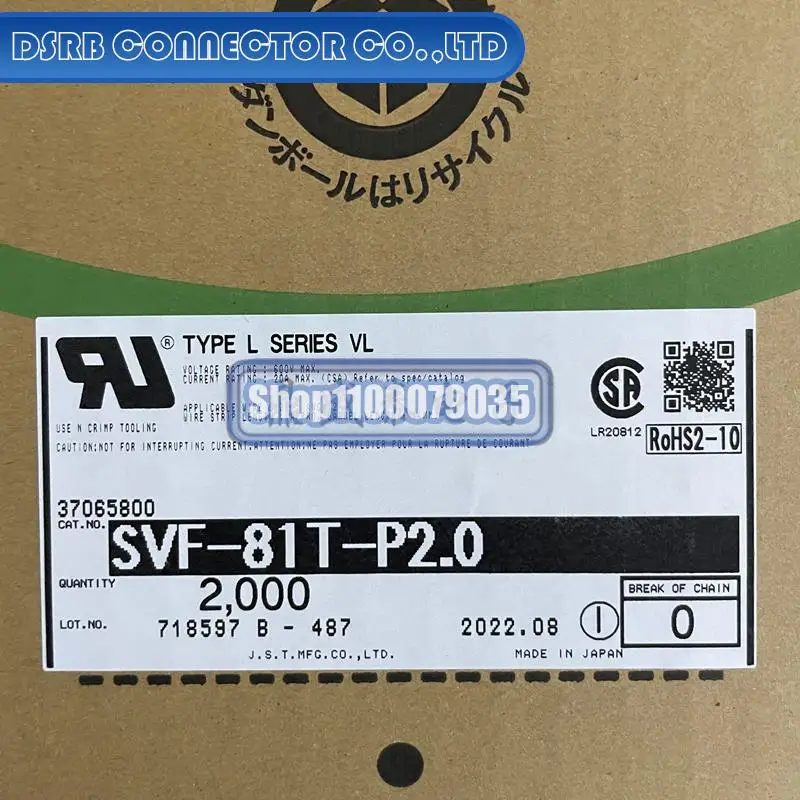 DSRB CONNECTOR CO.,LTD
ダンボールはリサイクル
® TYPE L SERIES VL
VOLTAGE RATING : 600V MAX.
CURRENT RATING : 20A MAX. (CSA) Refer to spec/catalog
APPLICABLE
WIRE STRIP
Shop1100079035
USE N CRIMP TOOLING
CAUTION:NOT FOR INTERRUPTING CURRENT.ATTENTION:NE PAS EMPLOYER POUR LA RUPTURE DE COURANT
LR20812
RoHS2-10
37065800
CAT.NO. SVF-81T-P2.0
QUANTITY 2,000
BREAK OF CHAIN
0
LOT.NO. 718597 B - 487 2022.08
J.S.T.MFG.CO.,LTD. MADE IN JAPAN